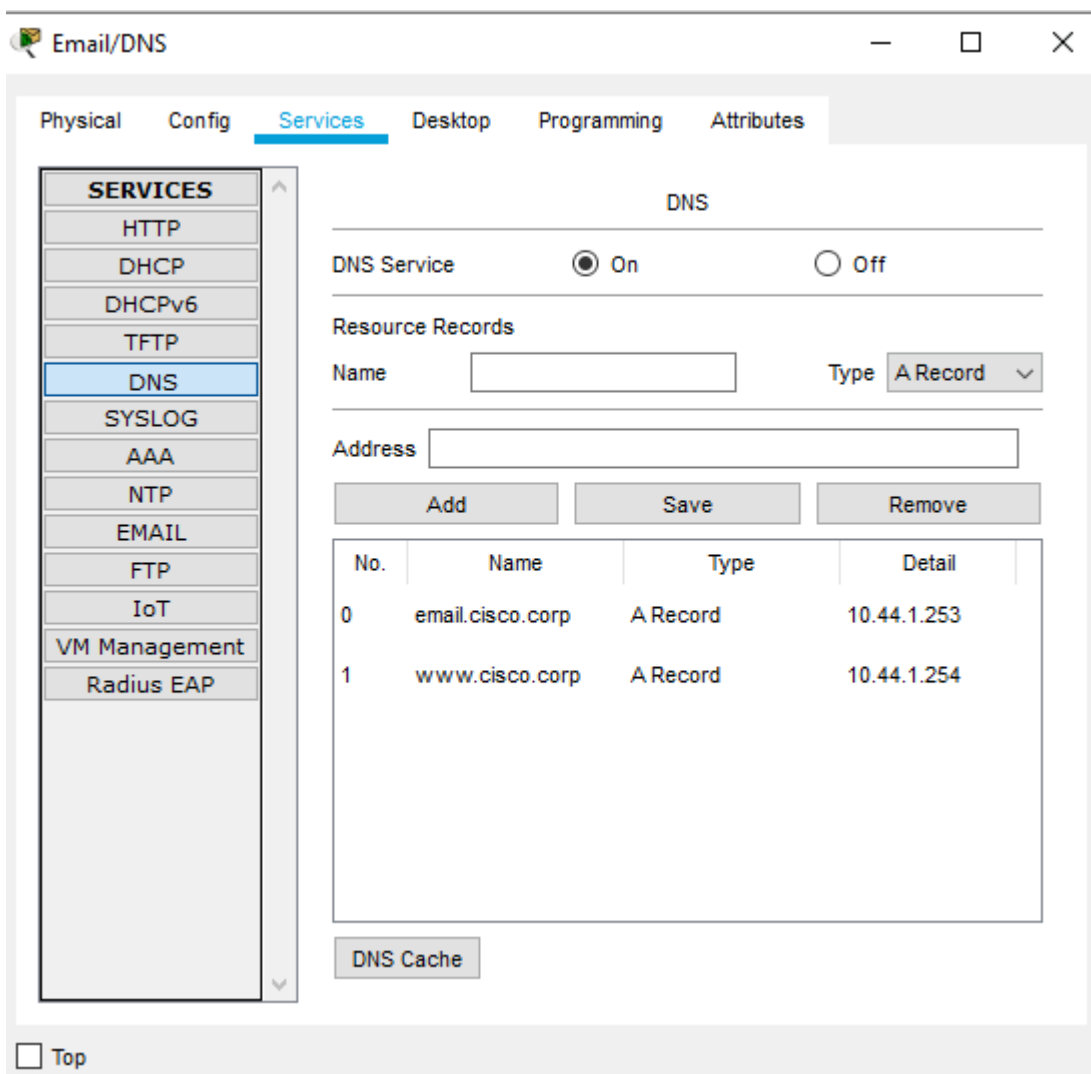 Email/DNS
Physical Config Services Desktop Programming Attributes
SERVICES
HTTP
DHCP
DHCPv6
TFTP
DNS
SYSLOG
AAA
NTP
EMAIL
FTP
IoT
VM Management
Radius EAP
DNS
DNS Service On Off
Resource Records
Name Type A Record
Address
Add Save Remove
No. Name Type Detail
0 email.cisco.corp A Record 10.44.1.253
1 www.cisco.corp A Record 10.44.1.254
DNS Cache
Top